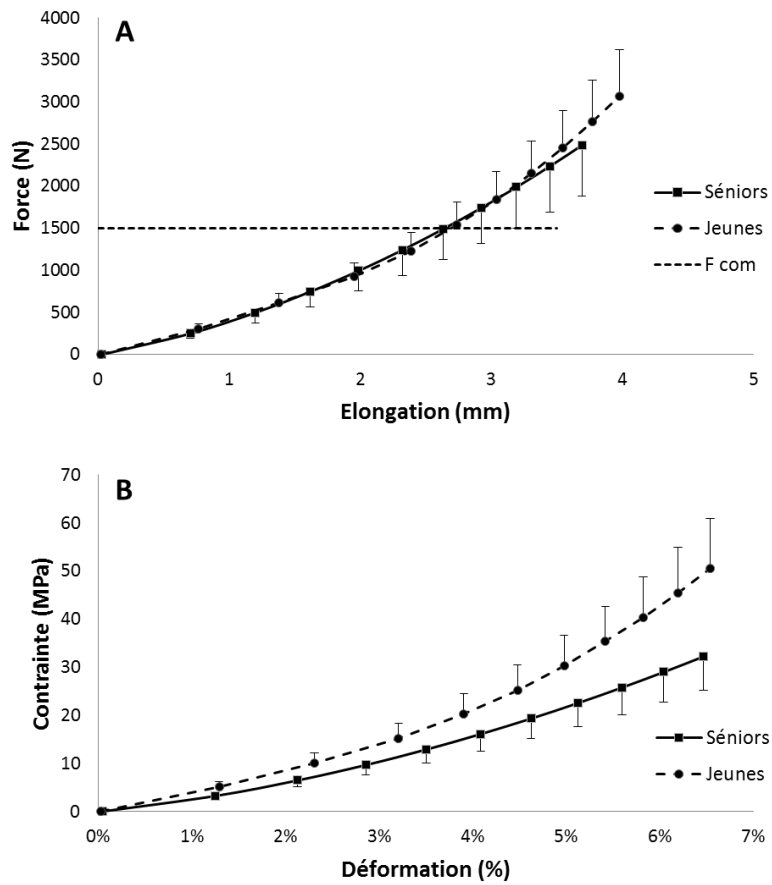 A
4000
3500
3000
2500
2000
1500
1000
500
0
Force (N)
0 1 2 3 4 5
Elongation (mm)
Séniors
Jeunes
F com
B
70
60
50
40
30
20
10
0
Contrainte (MPa)
0% 1% 2% 3% 4% 5% 6% 7%
Déformation (%)
Séniors
Jeunes